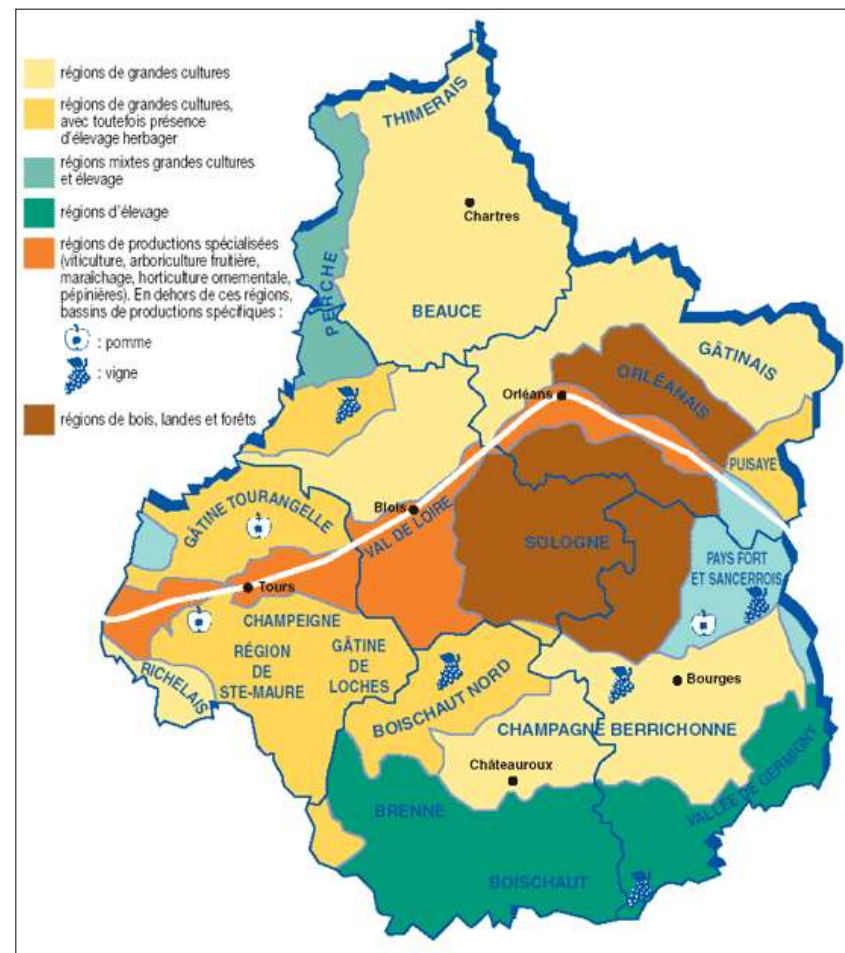 régions de grandes cultures
régions de grandes cultures,
avec toutefois présence
d'élevage herbager
régions mixtes grandes cultures
et élevage
régions d'élevage
régions de productions spécialisées
(viticulture, arboriculture fruitière,
maraîchage, horticulture ornementale,
pépinières). En dehors de ces régions,
bassins de productions spécifiques :
: pomme
: vigne
régions de bois, landes et forêts
THIMERAIS
Chartres
PERCHE
BEAUCE
GÂTINAIS
ORLÉANAIS
Orléans
PUISAYE
GÂTINE TOURANGELLE
Blois
VAL DE LOIRE
SOLOGNE
PAYS FORT
ET SANCERROIS
Tours
CHAMPEIGNE
RICHELAIS
RÉGION
DE
STE-MAURE
GÂTINE
DE
LOCHES
BOISCHAUT NORD
Bourges
CHAMPAGNE BERRICHONNE
Châteauroux
VALLÉE DE GERMIGNY
BRENNE
BOISCHAUT